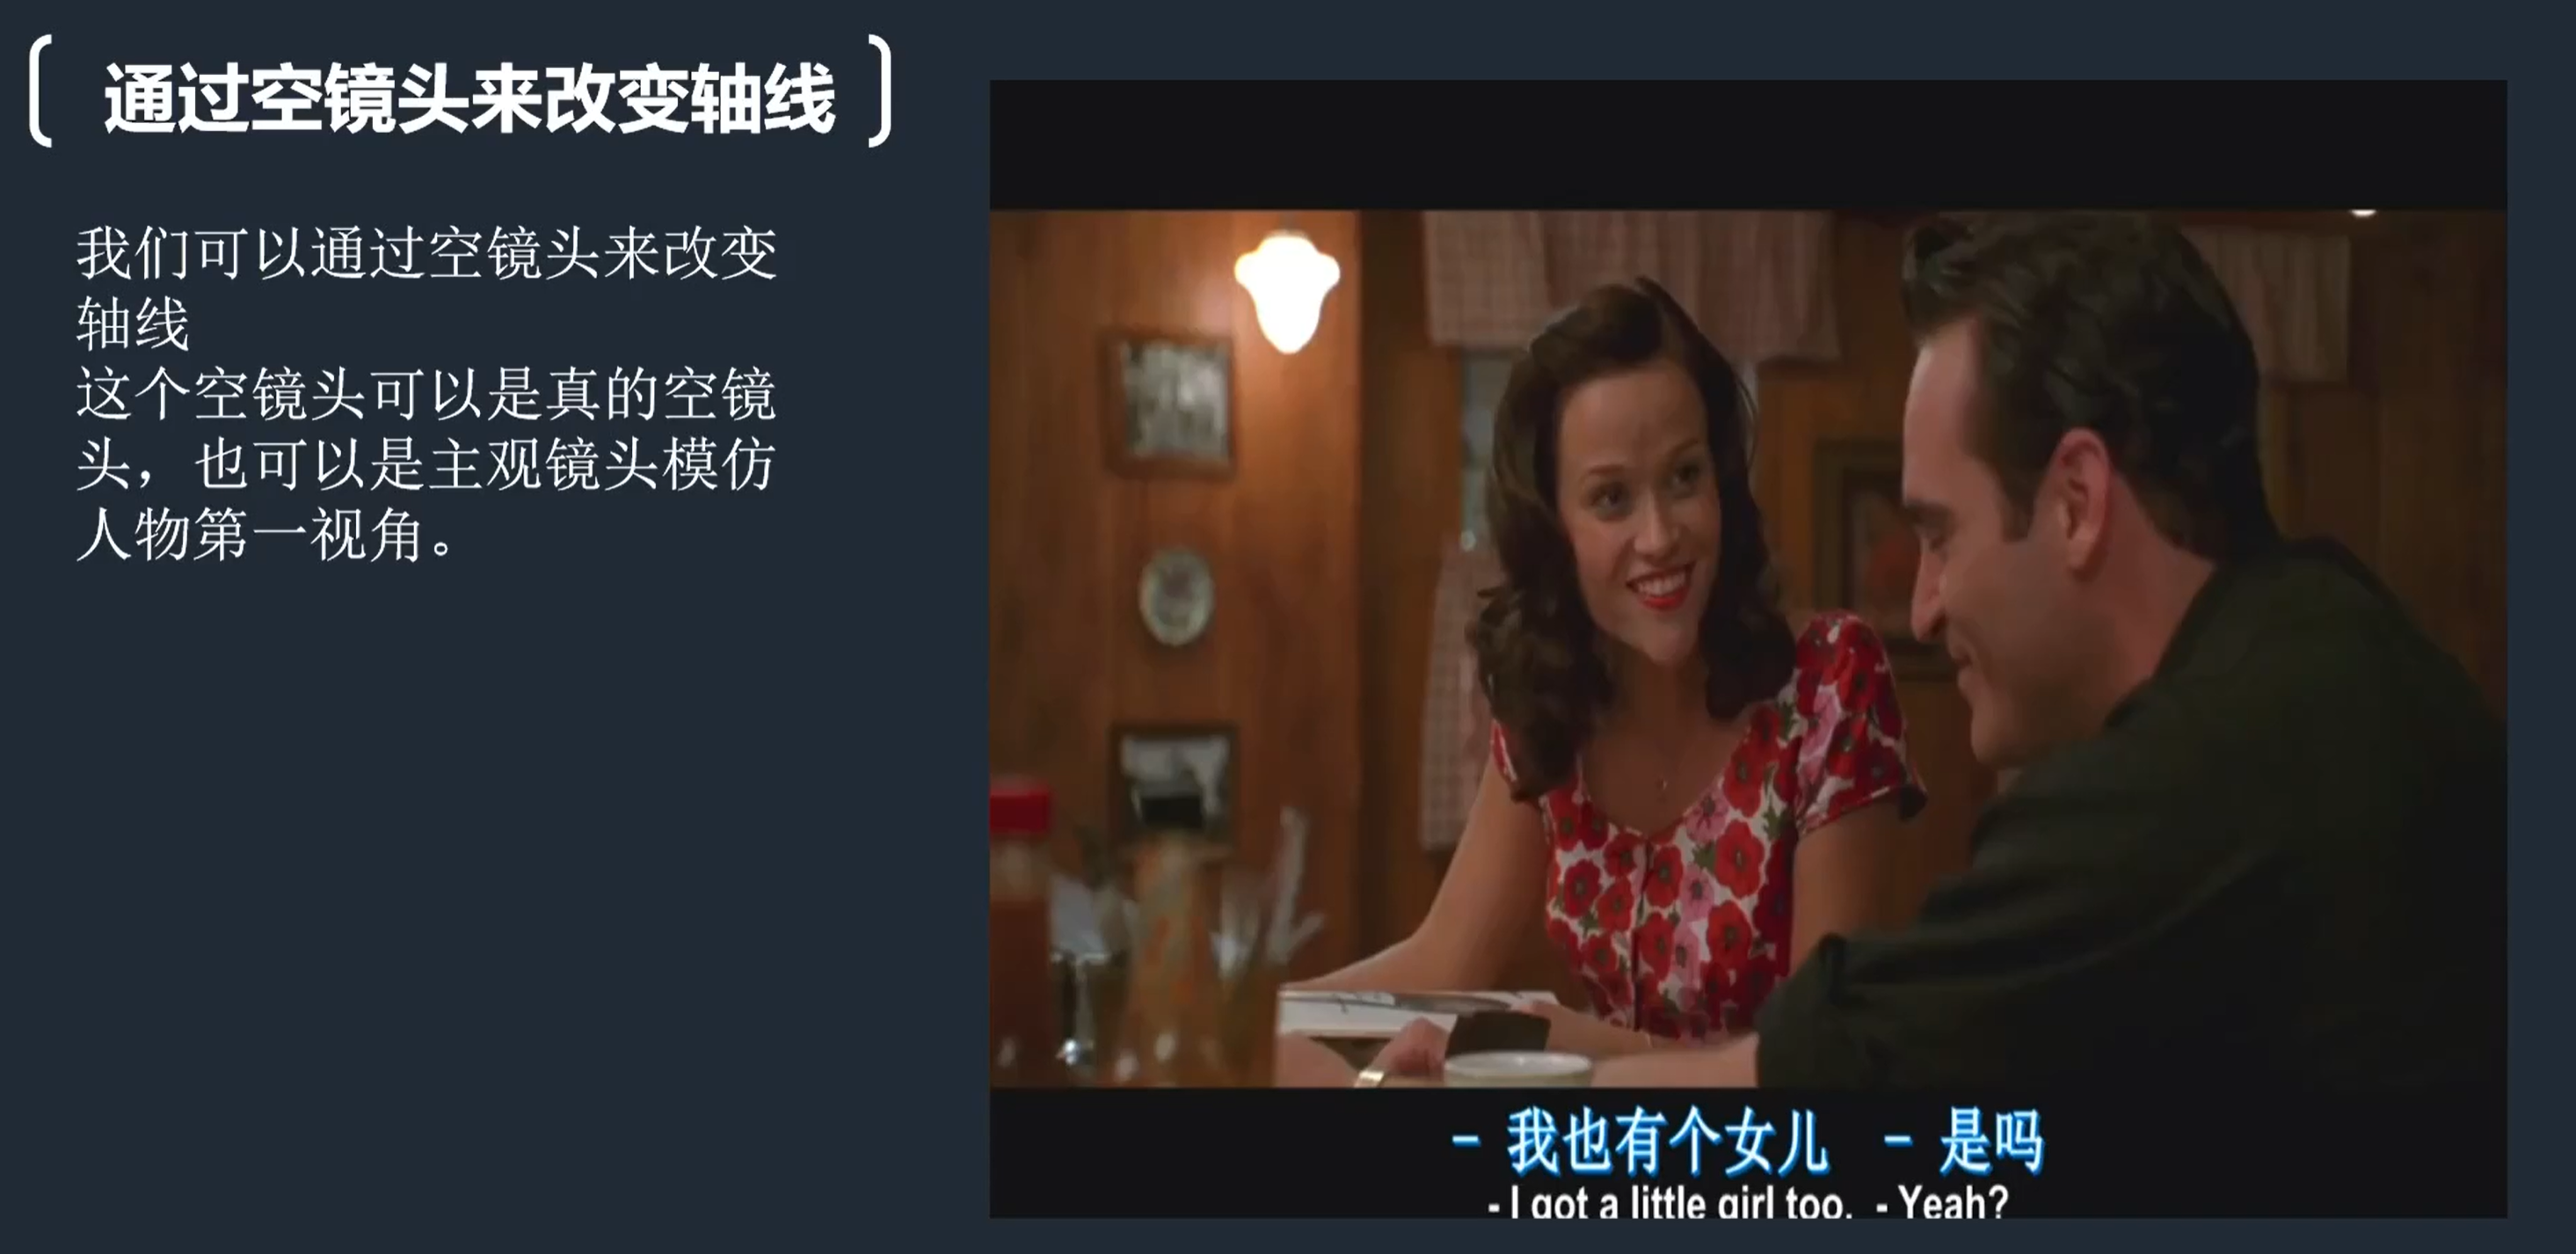 通过空镜头来改变轴线
我们可以通过空镜头来改变
轴线
这个空镜头可以是真的空镜
头，也可以是主观镜头模仿
人物第一视角。
- 我也有个女儿 - 是吗
- I got a little girl too. - Yeah?